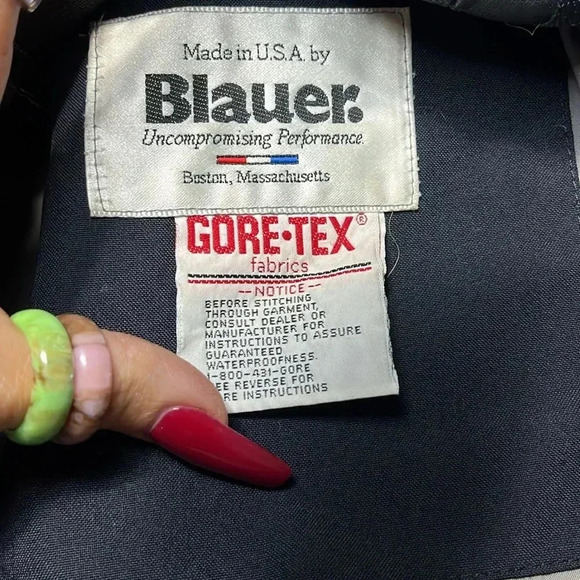 Made in U.S.A. by
Blauer.
Uncompromising Performance
Boston, Massachusetts
GORE-TEX®
fabrics
--NOTICE--
BEFORE STITCHING
THROUGH GARMENT,
CONSULT DEALER OR
MANUFACTURER FOR
INSTRUCTIONS TO ASSURE
GUARANTEED
WATERPROOFNESS.
1-800-431-GORE
SEE REVERSE FOR
INSTRUCTIONS